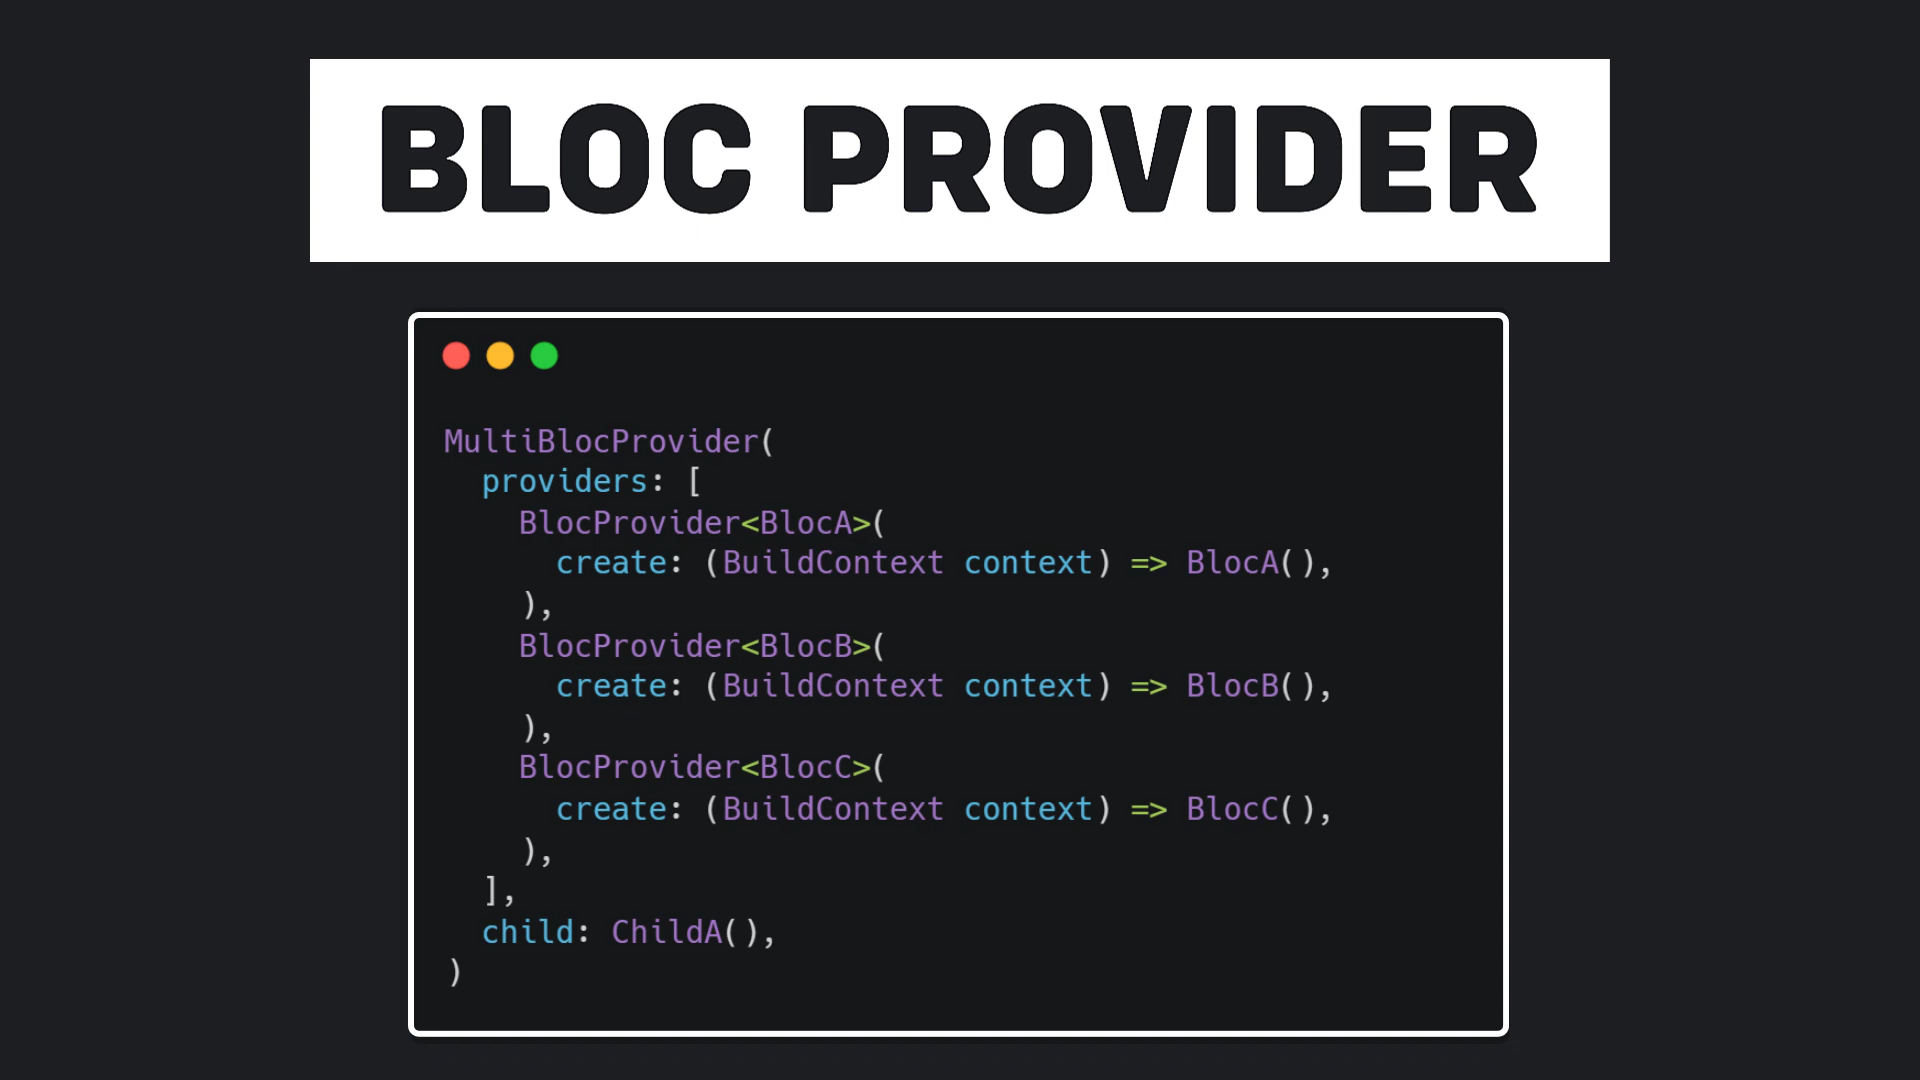 BLOC PROVIDER
MultiBlocProvider(
  providers: [
    BlocProvider<BlocA>(
      create: (BuildContext context) => BlocA(),
    ),
    BlocProvider<BlocB>(
      create: (BuildContext context) => BlocB(),
    ),
    BlocProvider<BlocC>(
      create: (BuildContext context) => BlocC(),
    ),
  ],
  child: ChildA(),
)